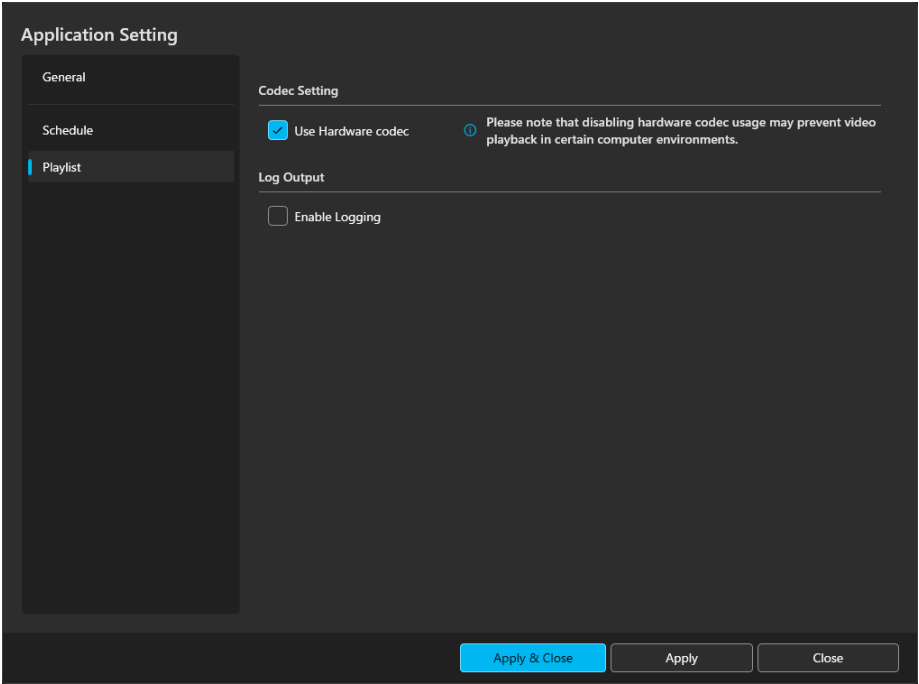 Application Setting
General
Schedule
Playlist
Codec Setting
Use Hardware codec
Please note that disabling hardware codec usage may prevent video
playback in certain computer environments.
Log Output
Enable Logging
Apply & Close
Apply
Close